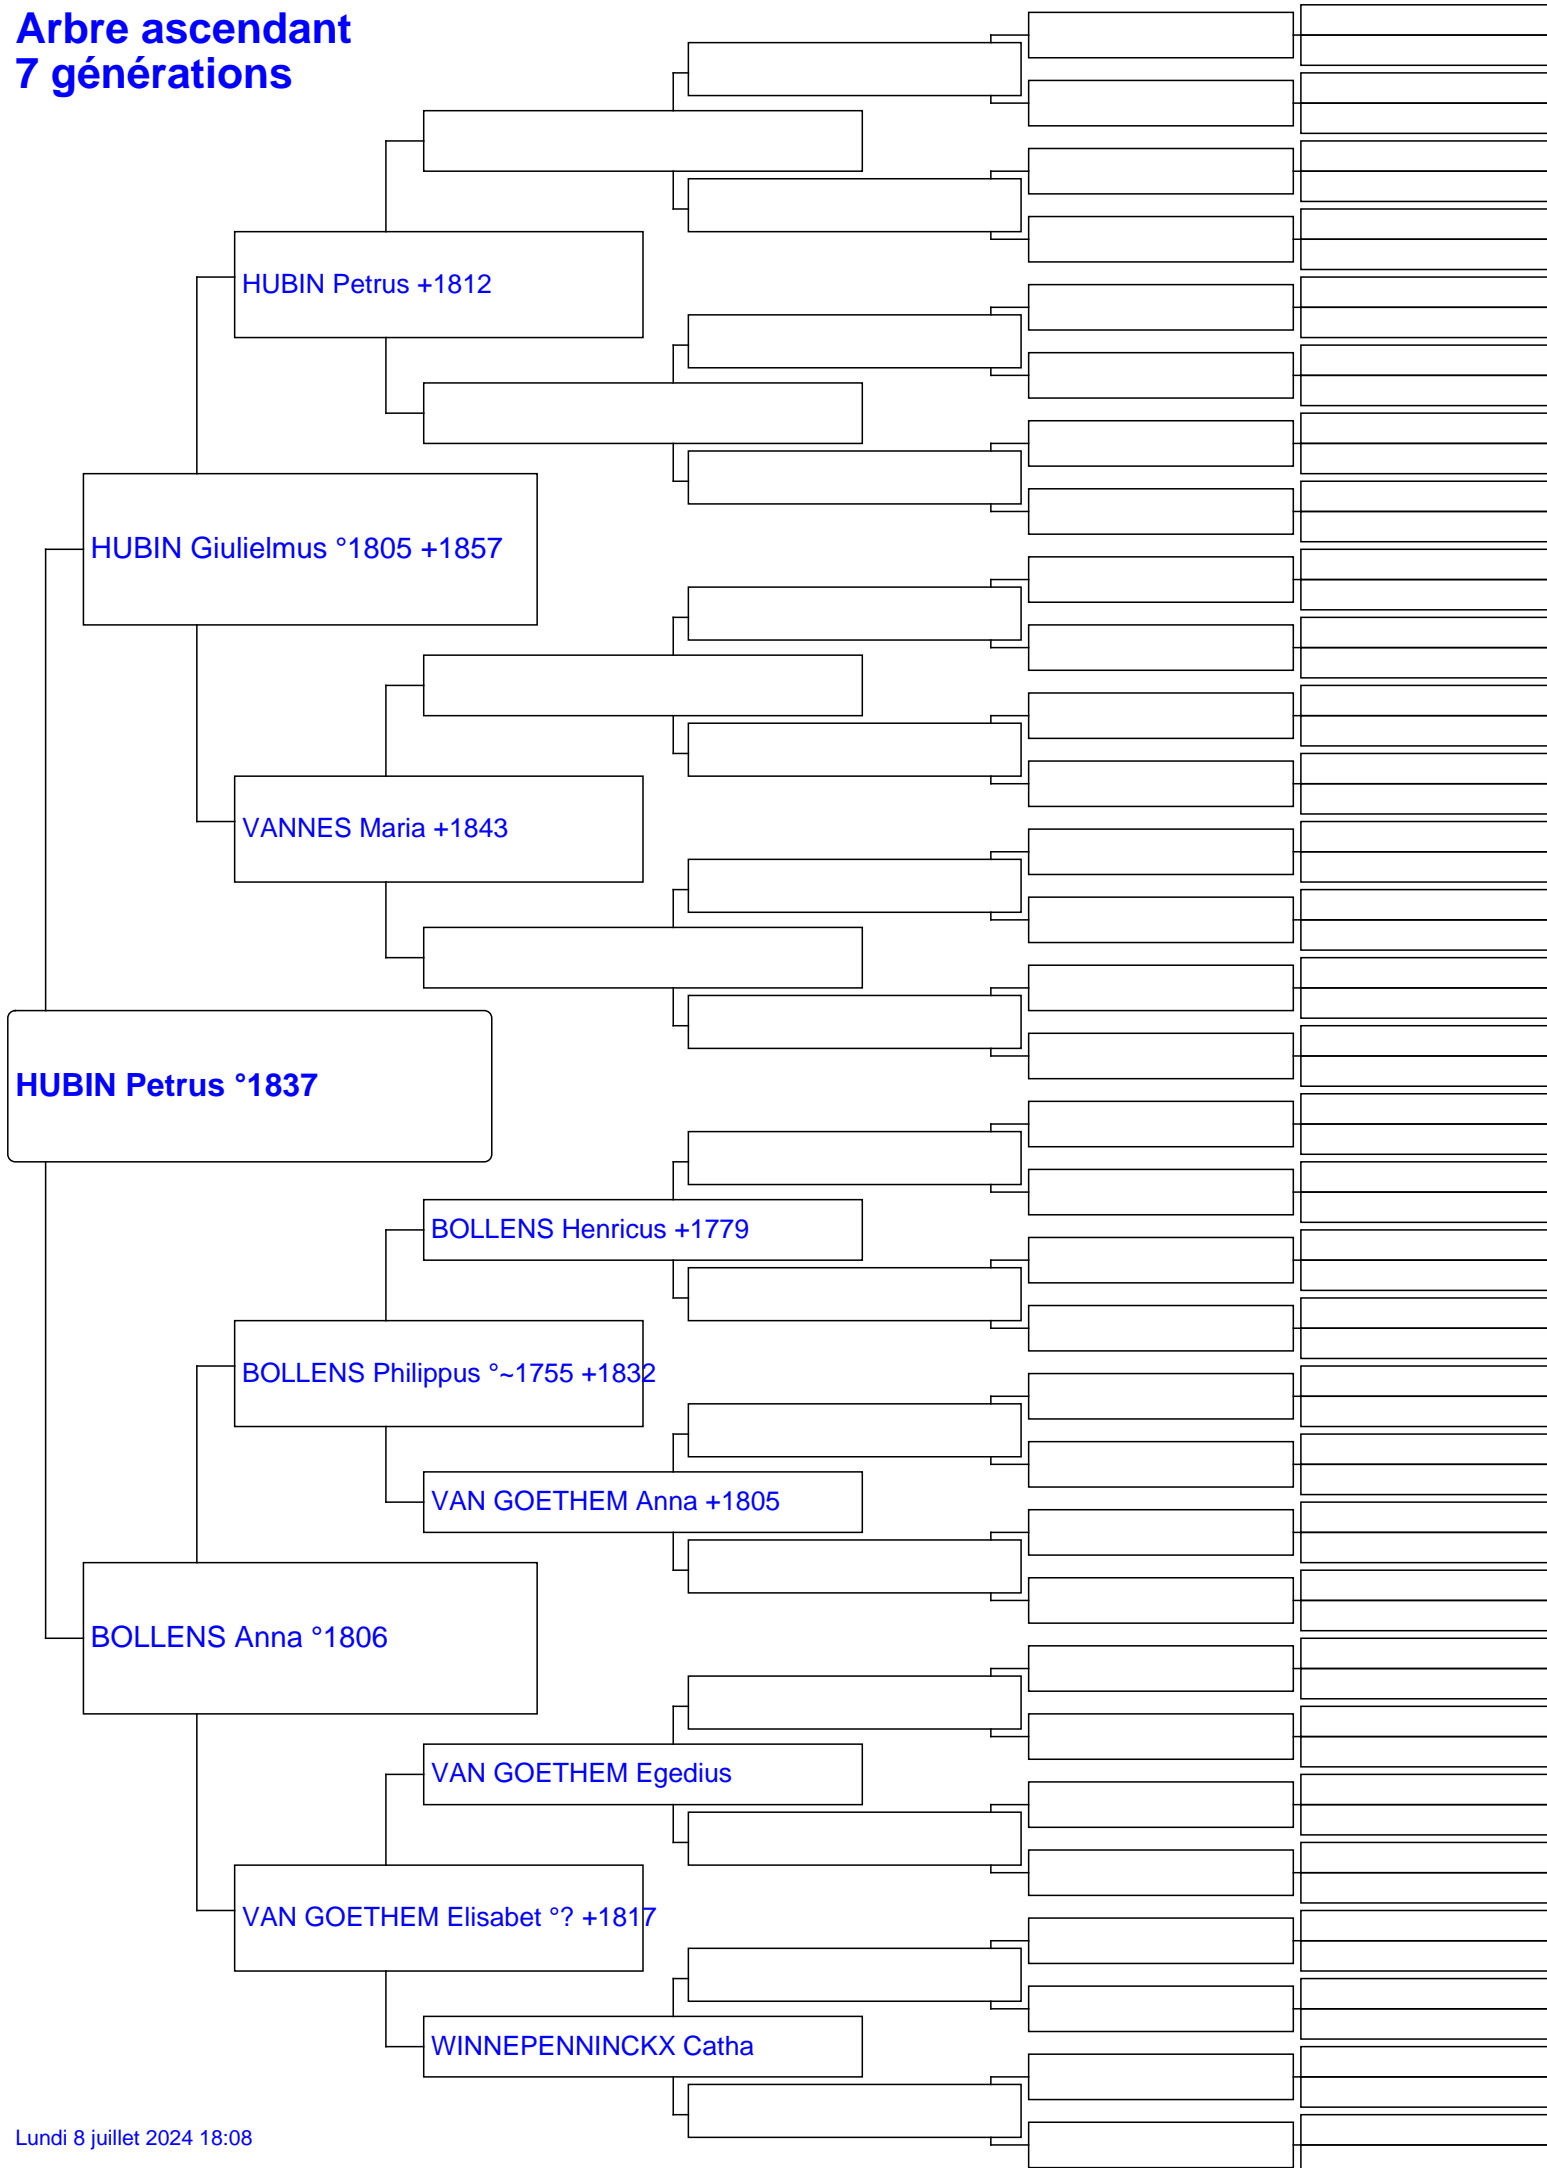 Arbre ascendant
7 générations
HUBIN Petrus +1812
HUBIN Giulielmus °1805 +1857
VANNES Maria +1843
HUBIN Petrus °1837
BOLLENS Henricus +1779
BOLLENS Philippus °~1755 +1832
VAN GOETHEM Anna +1805
BOLLENS Anna °1806
VAN GOETHEM Egedius
VAN GOETHEM Elisabet °? +1817
WINNEPENNINCKX Catha
Lundi 8 juillet 2024 18:08